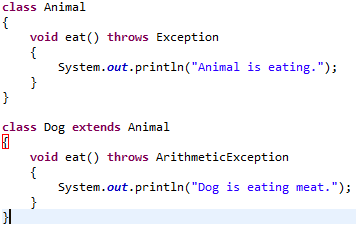 class Animal
{
    void eat() throws Exception
    {
        System.out.println("Animal is eating.");
    }
}

class Dog extends Animal
{
    void eat() throws ArithmeticException
    {
        System.out.println("Dog is eating meat.");
    }
}